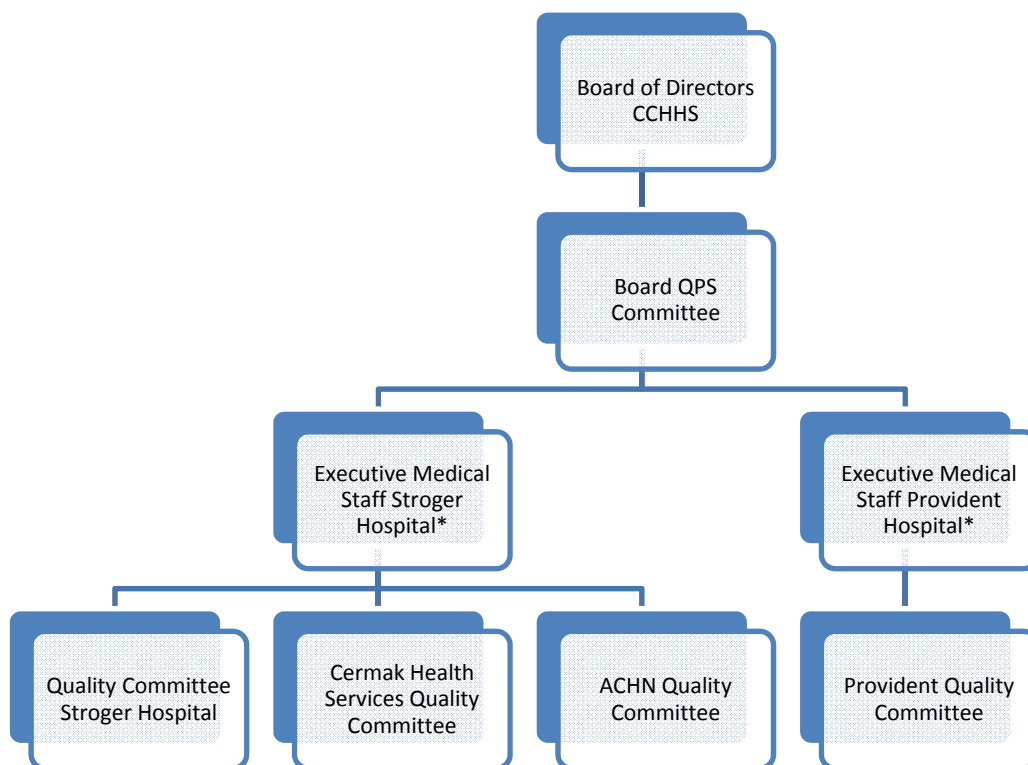 Board of Directors
CCHHS
Board QPS
Committee
Executive Medical
Staff Stroger
Hospital*
Executive Medical
Staff Provident
Hospital*
Quality Committee
Stroger Hospital
Cermak Health
Services Quality
Committee
ACHN Quality
Committee
Provident Quality
Committee